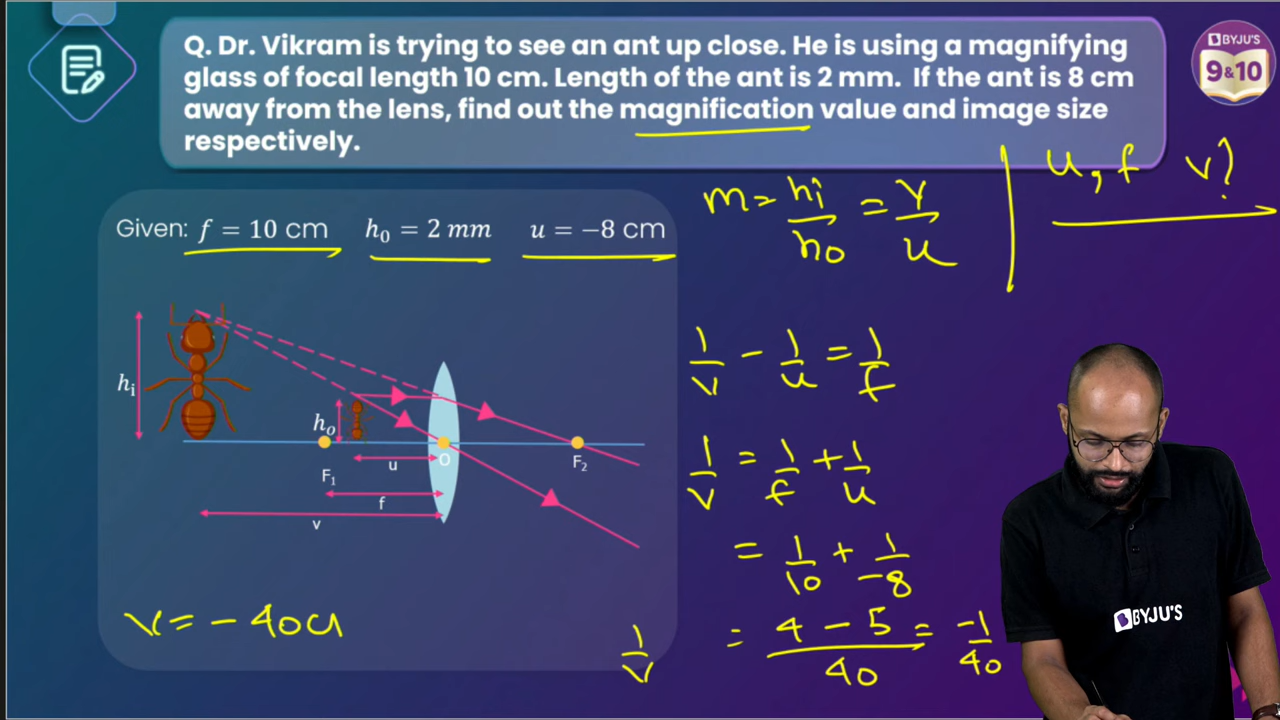 Q. Dr. Vikram is trying to see an ant up close. He is using a magnifying
glass of focal length 10 cm. Length of the ant is 2 mm. If the ant is 8 cm
away from the lens, find out the magnification value and image size
respectively.
BYJU'S
9&10
Given: f = 10 cm h₀ = 2 mm u = −8 cm
m = hi/ho = v/u
u, f v?
1/v − 1/u = 1/f
1/v = 1/f + 1/u
= 1/10 + 1/−8
1/v = 4 − 5/40 = −1/40
hᵢ
hₒ
O
F₁
F₂
u
f
v
v = − 40cm
BYJU'S